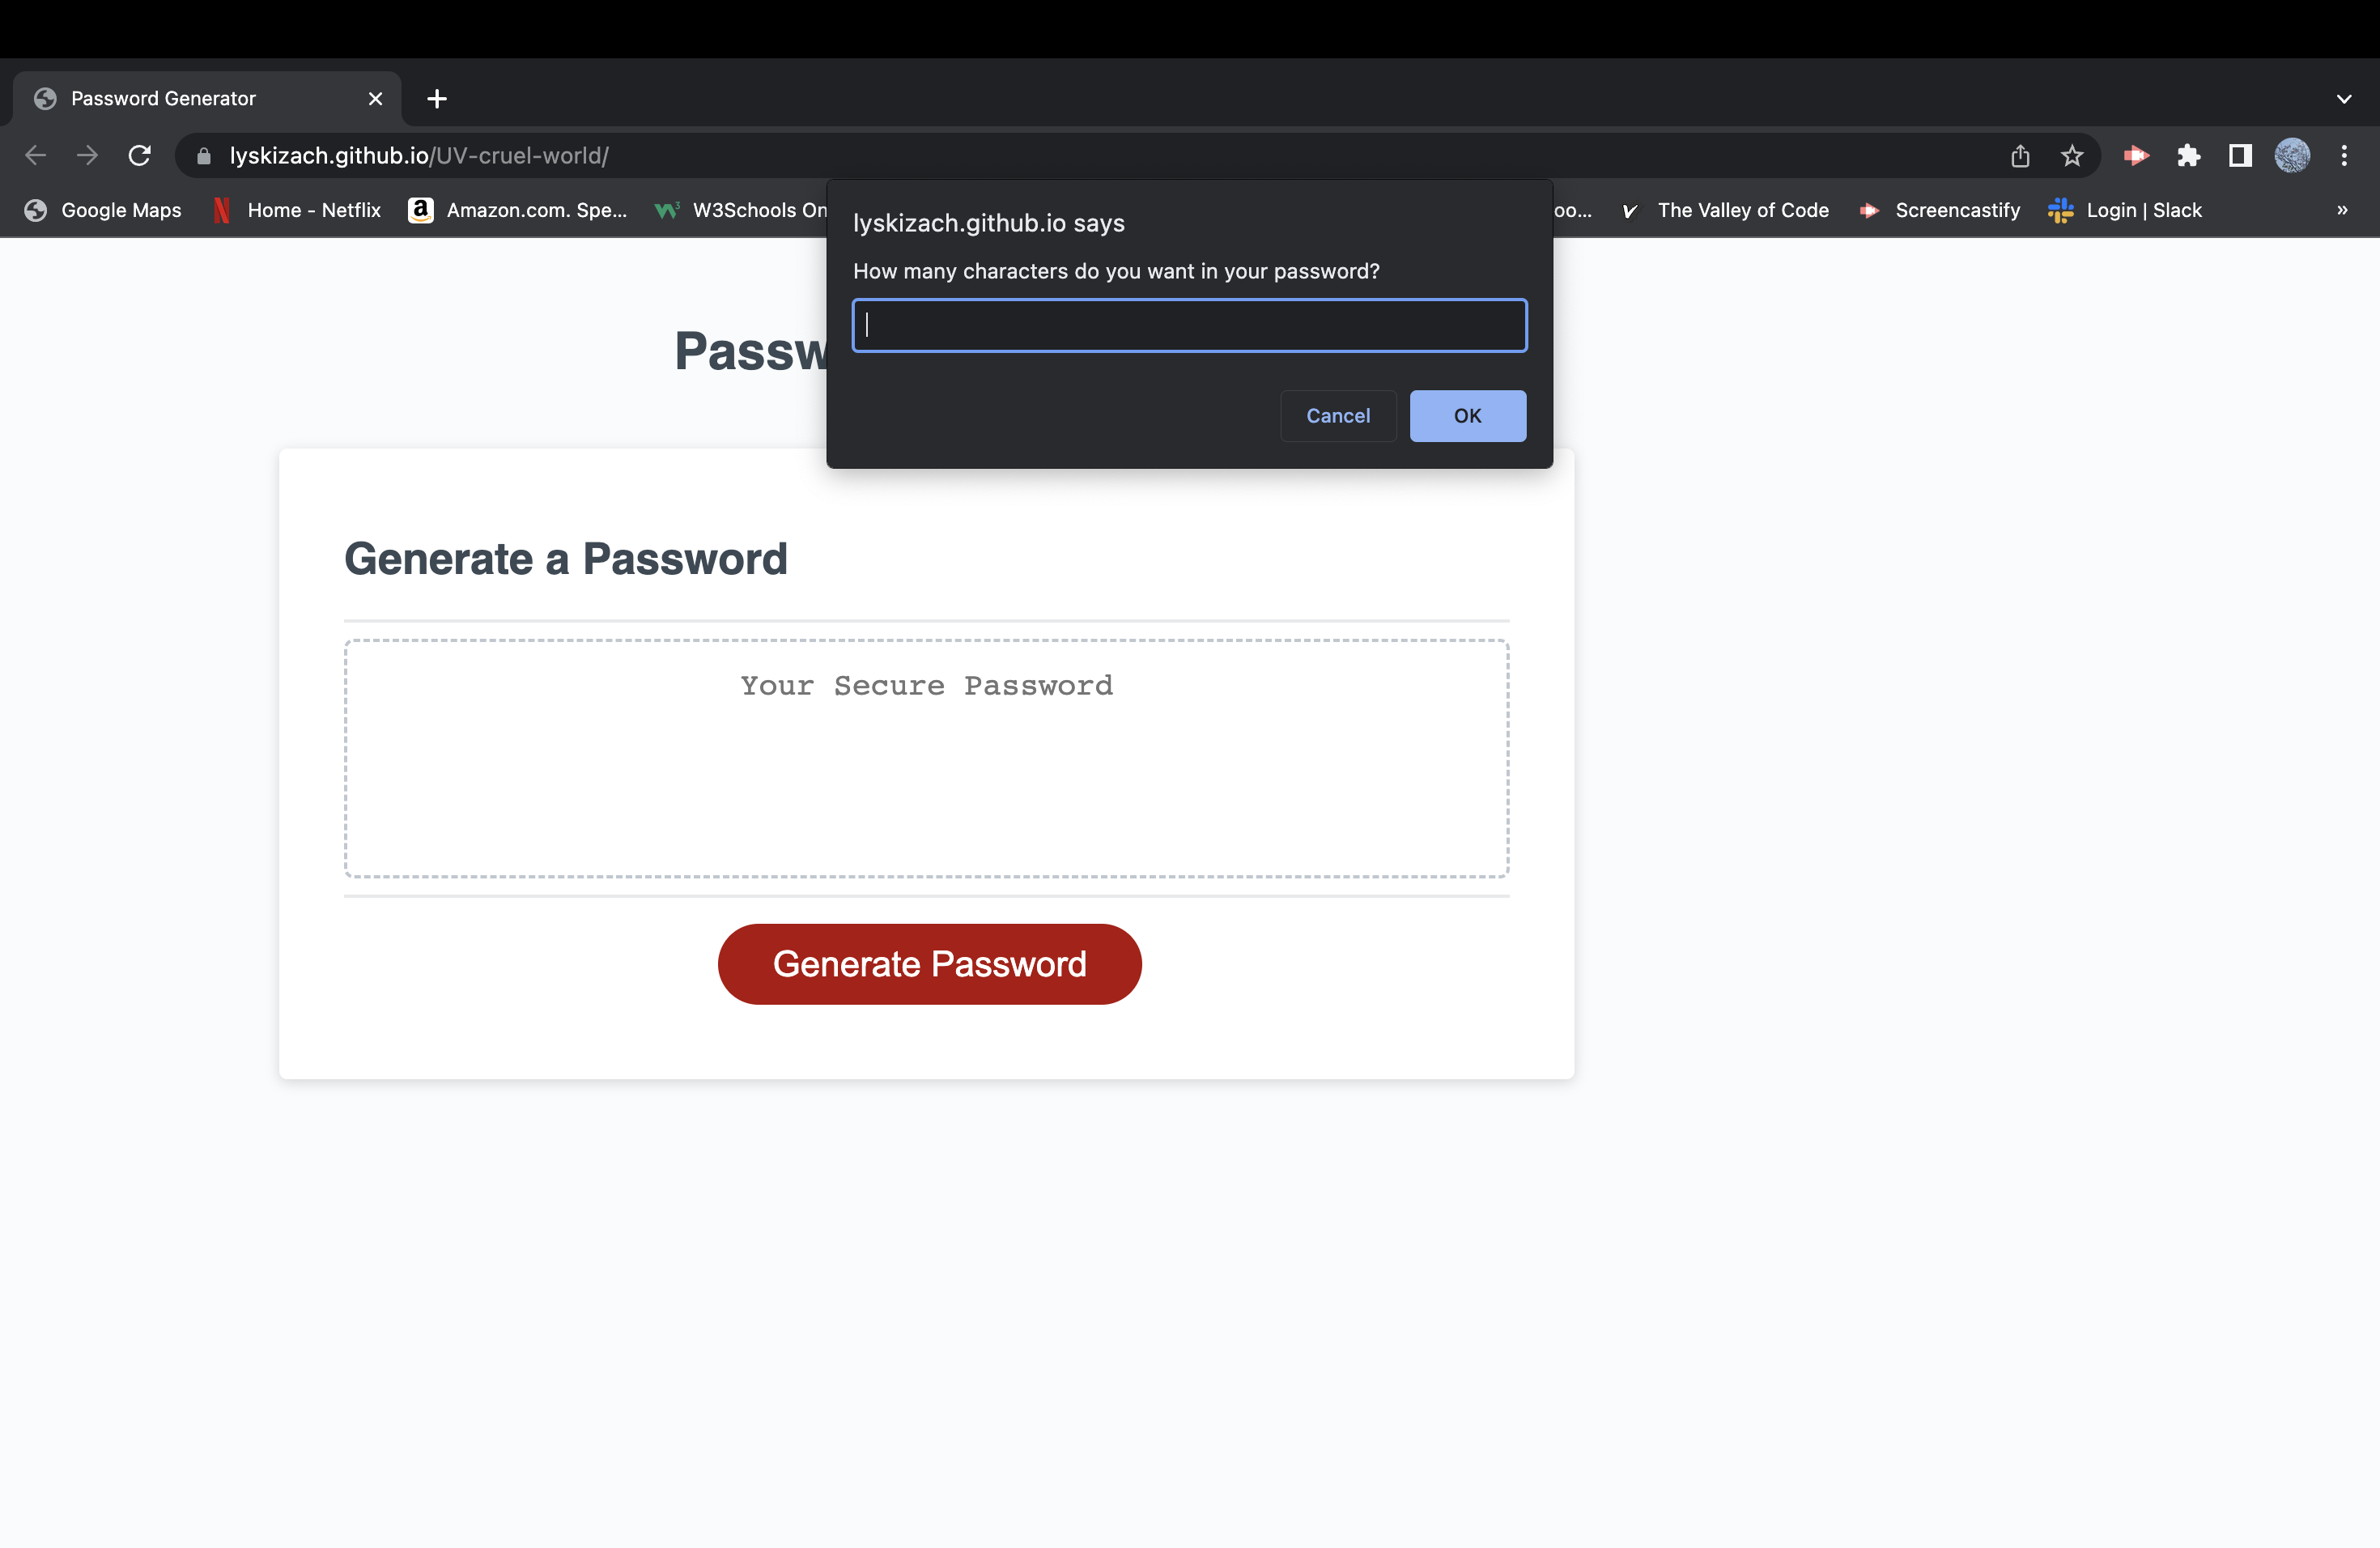 Password Generator
lyskizach.github.io/UV-cruel-world/
Google Maps Home - Netflix Amazon.com. Spe... W3Schools On oo... The Valley of Code Screencastify Login | Slack »
lyskizach.github.io says
How many characters do you want in your password?
Passw
Cancel OK
Generate a Password
Your Secure Password
Generate Password